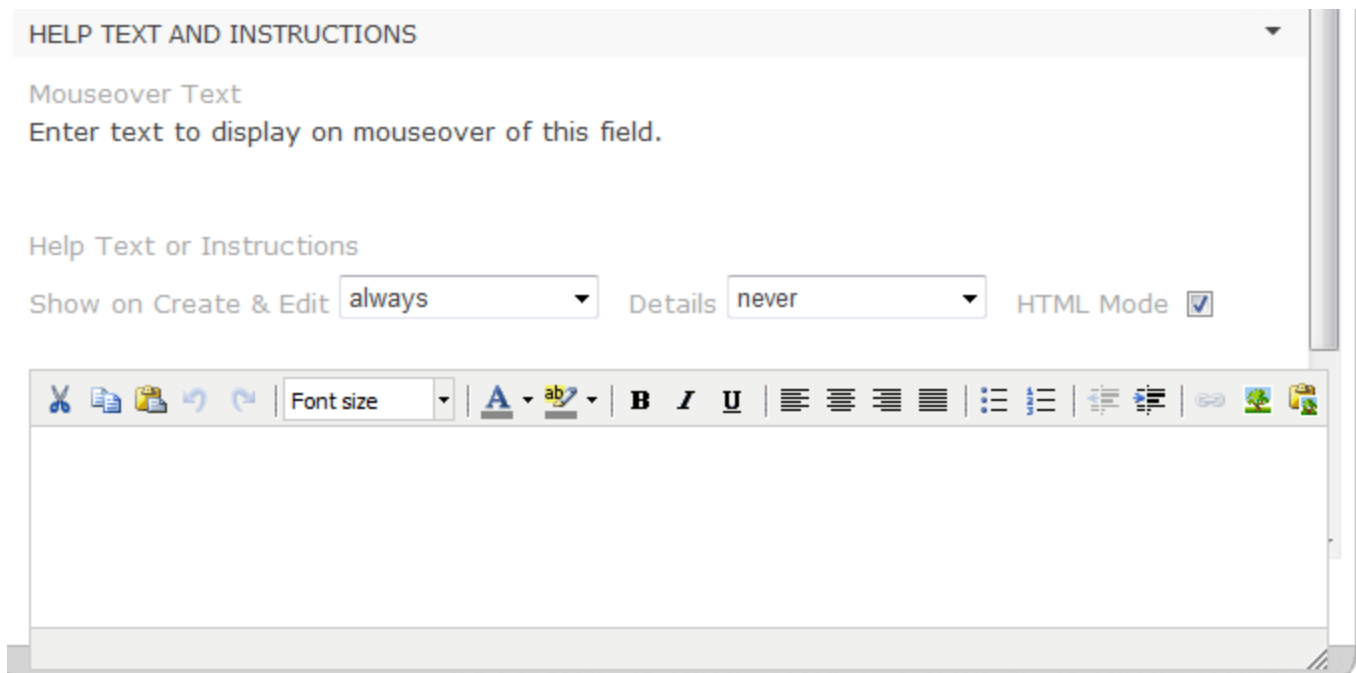 HELP TEXT AND INSTRUCTIONS
Mouseover Text
Enter text to display on mouseover of this field.
Help Text or Instructions
Show on Create & Edit always Details never HTML Mode
Font size A ab B I U